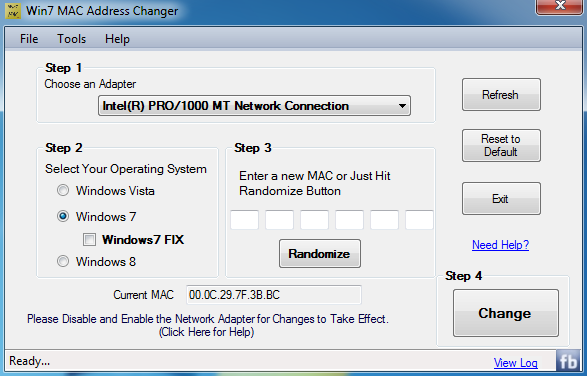 Win7 MAC Address Changer
File Tools Help
Step 1
Choose an Adapter
Intel(R) PRO/1000 MT Network Connection
Refresh
Reset to
Default
Exit
Need Help?
Step 2
Select Your Operating System
Windows Vista
Windows 7
Windows7 FIX
Windows 8
Step 3
Enter a new MAC or Just Hit
Randomize Button
Randomize
Step 4
Change
Current MAC 00.0C.29.7F.3B.BC
Please Disable and Enable the Network Adapter for Changes to Take Effect.
(Click Here for Help)
Ready...
View Log
fb